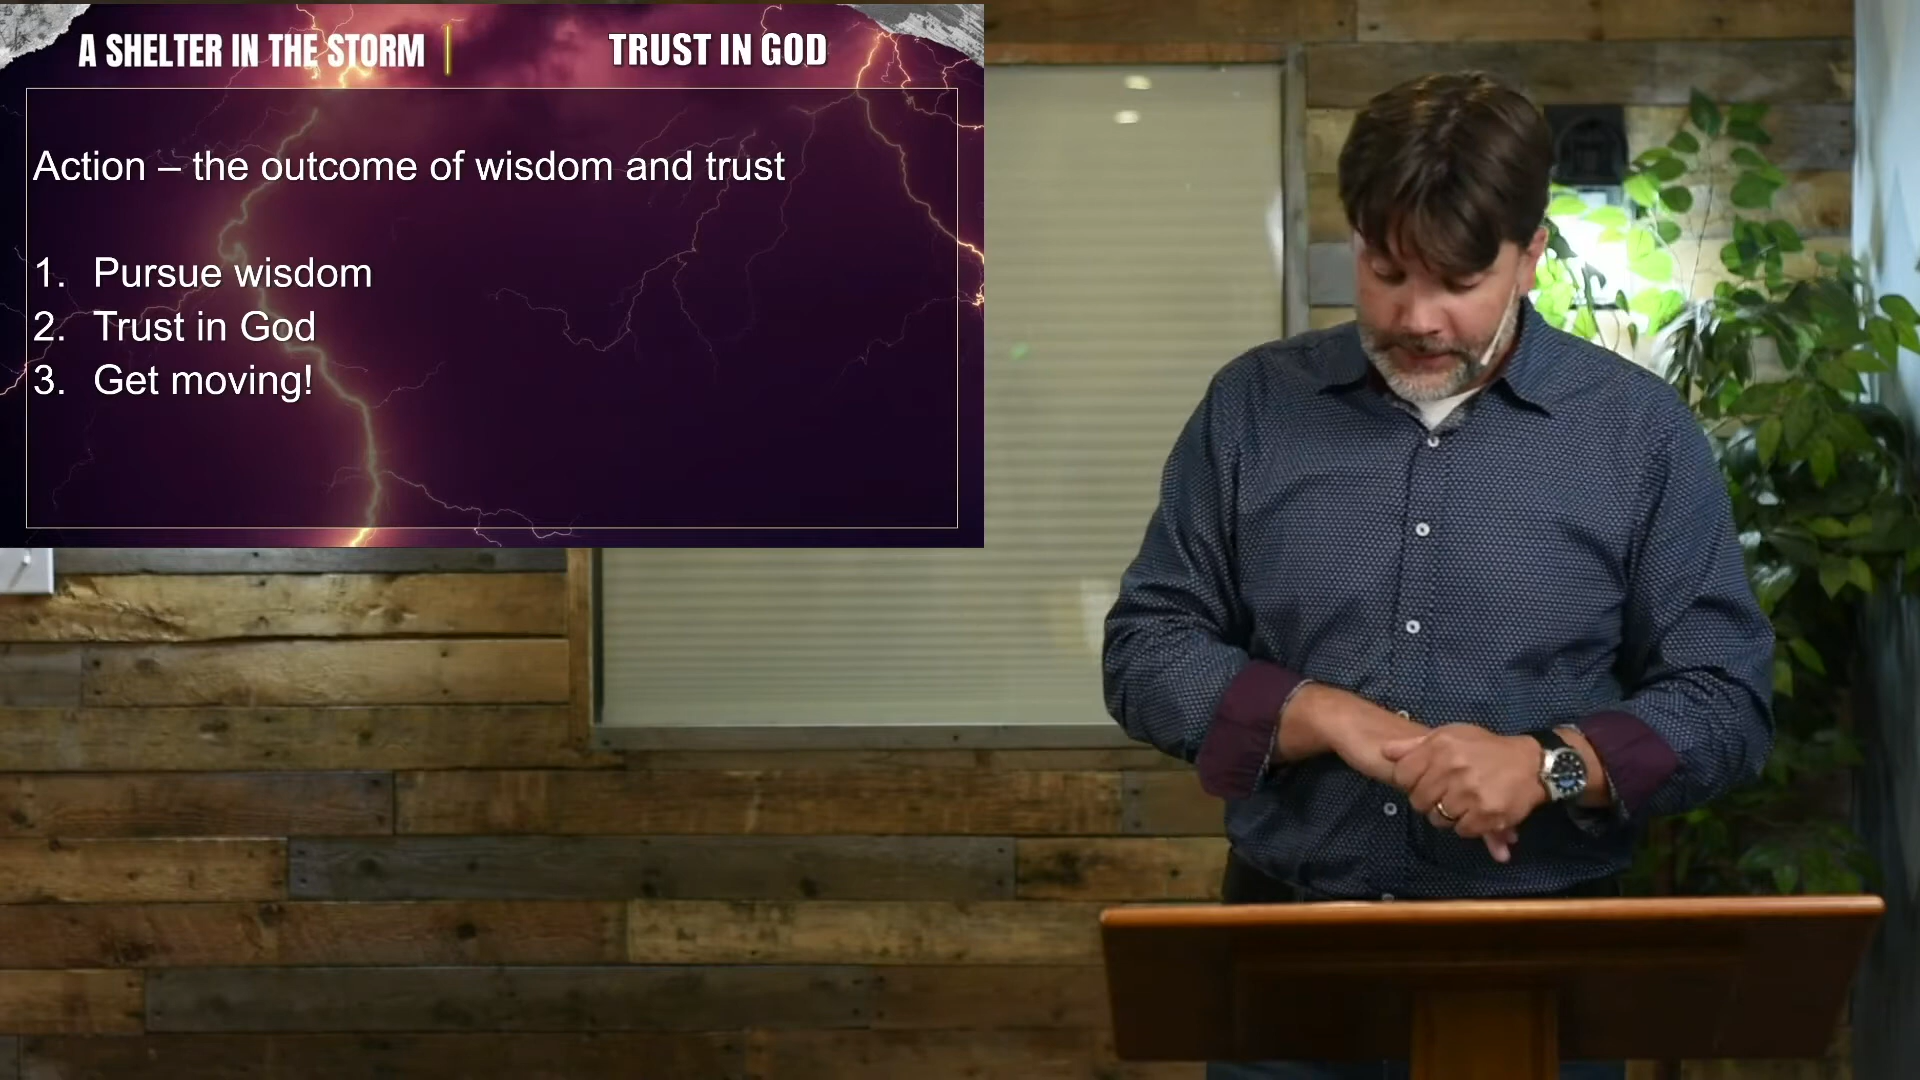 A SHELTER IN THE STORM | TRUST IN GOD
Action – the outcome of wisdom and trust
1. Pursue wisdom
2. Trust in God
3. Get moving!